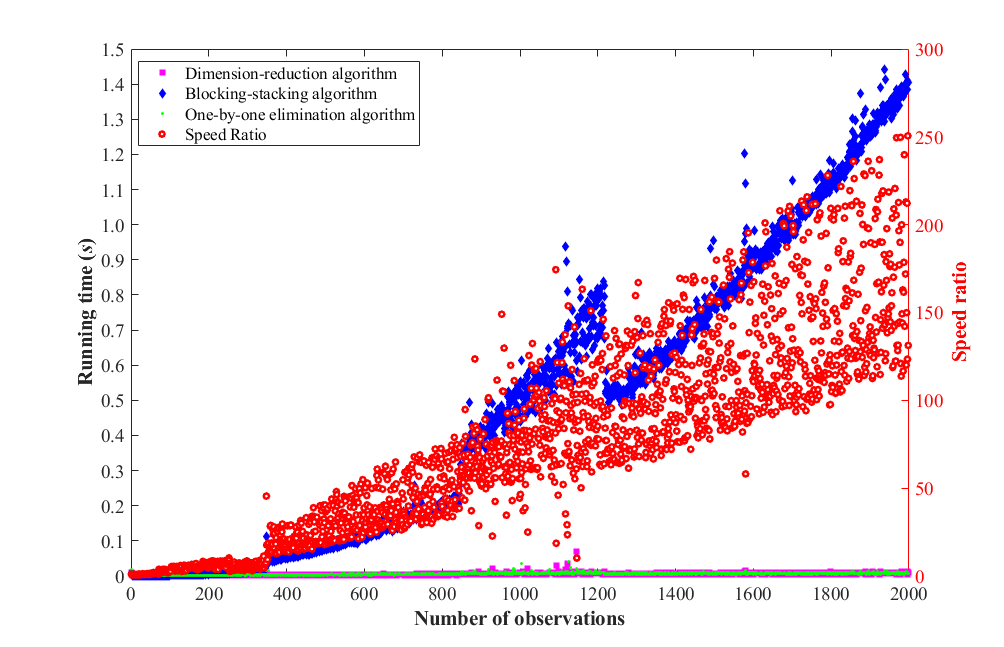 1.5
1.4
1.3
1.2
1.1
1.0
0.9
0.8
0.7
0.6
0.5
0.4
0.3
0.2
0.1
0
Running time (s)
Dimension-reduction algorithm
Blocking-stacking algorithm
One-by-one elimination algorithm
Speed Ratio
300
250
200
150
100
50
0
Speed ratio
0 200 400 600 800 1000 1200 1400 1600 1800 2000
Number of observations